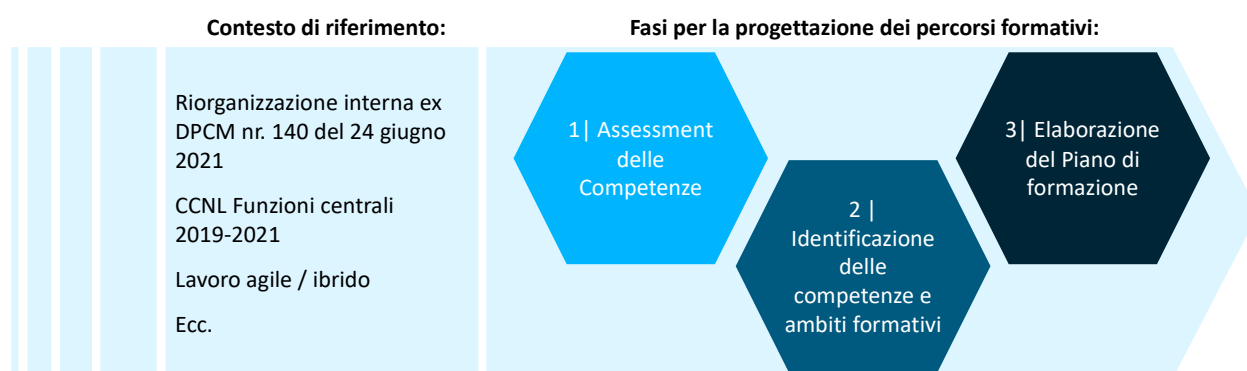 Contesto di riferimento:
Riorganizzazione interna ex
DPCM nr. 140 del 24 giugno
2021
CCNL Funzioni centrali
2019-2021
Lavoro agile / ibrido
Ecc.
Fasi per la progettazione dei percorsi formativi:
1| Assessment
delle
Competenze
2 |
Identificazione
delle
competenze e
ambiti formativi
3| Elaborazione
del Piano di
formazione